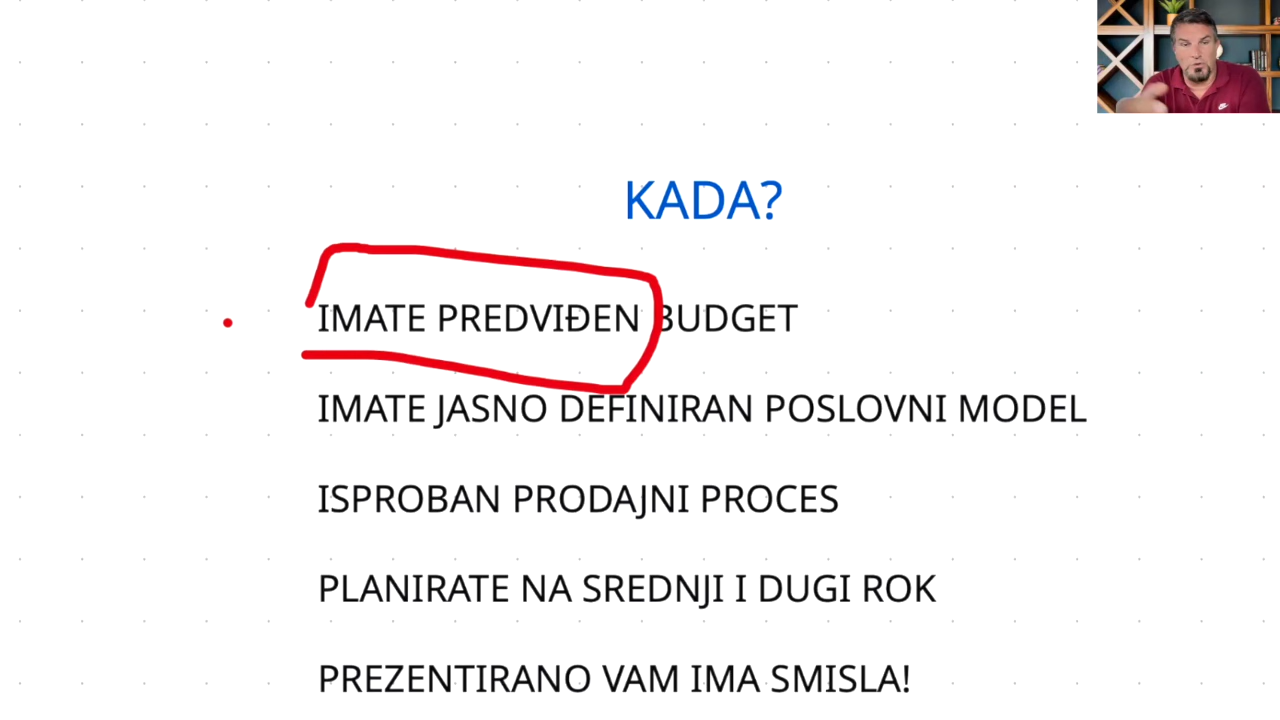 KADA?
IMATE PREDVIĐEN BUDGET
IMATE JASNO DEFINIRAN POSLOVNI MODEL
ISPROBAN PRODAJNI PROCES
PLANIRATE NA SREDNJI I DUGI ROK
PREZENTIRANO VAM IMA SMISLA!